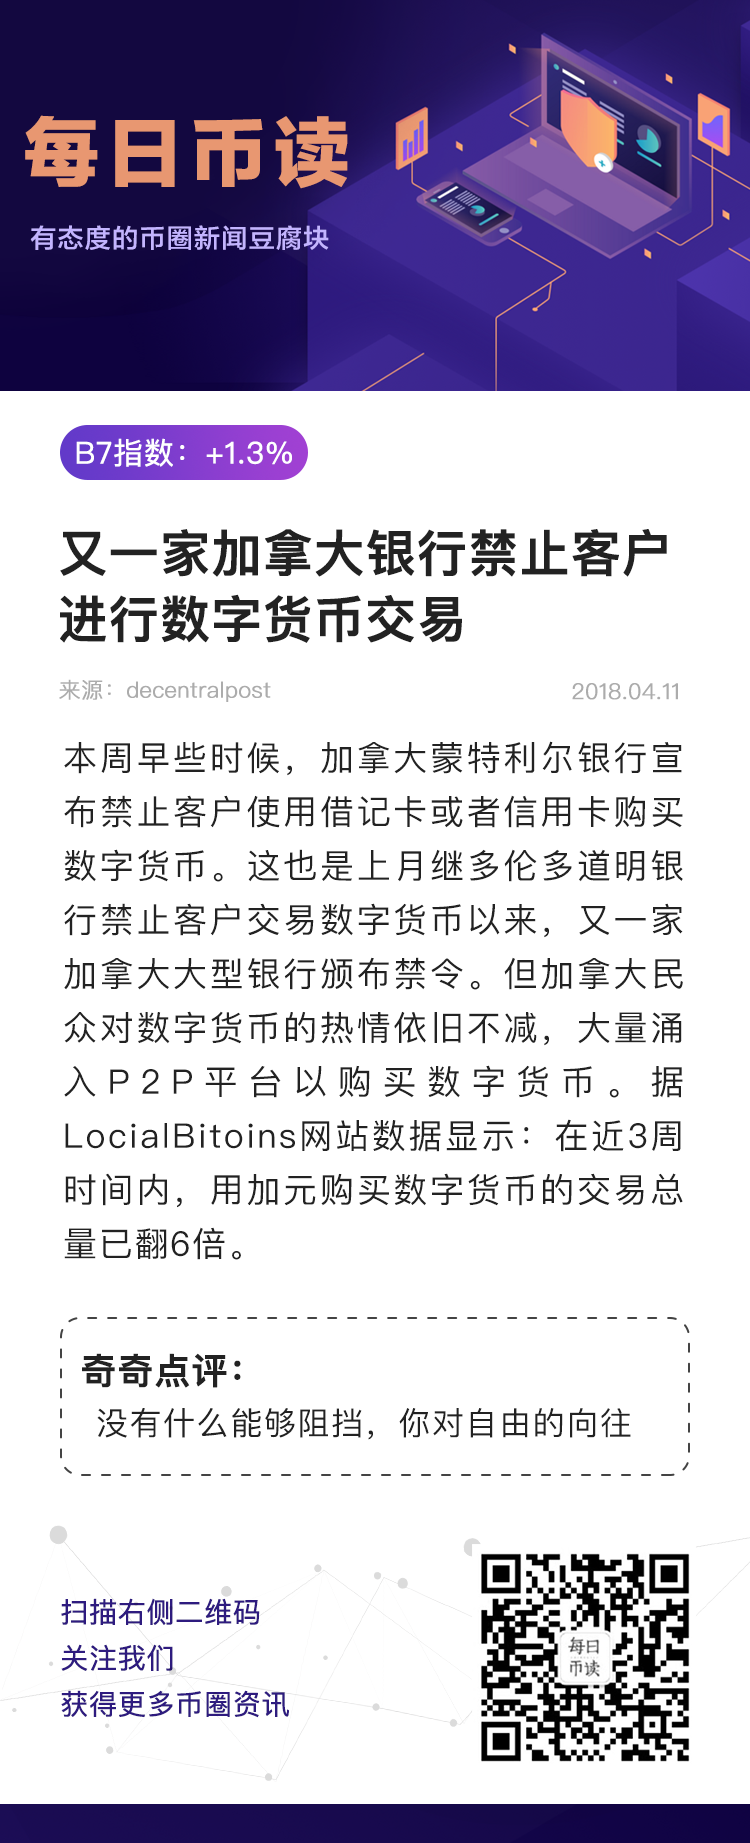 每日币读
有态度的币圈新闻豆腐块
B7指数：+1.3%
又一家加拿大银行禁止客户
进行数字货币交易
来源：decentralpost
2018.04.11
本周早些时候，加拿大蒙特利尔银行宣
布禁止客户使用借记卡或者信用卡购买
数字货币。这也是上月继多伦多道明银
行禁止客户交易数字货币以来，又一家
加拿大大型银行颁布禁令。但加拿大民
众对数字货币的热情依旧不减，大量涌
入P2P平台以购买数字货币。据
LocialBitoins网站数据显示：在近3周
时间内，用加元购买数字货币的交易总
量已翻6倍。
奇奇点评：
没有什么能够阻挡，你对自由的向往
扫描右侧二维码
关注我们
获得更多币圈资讯
每日
币读